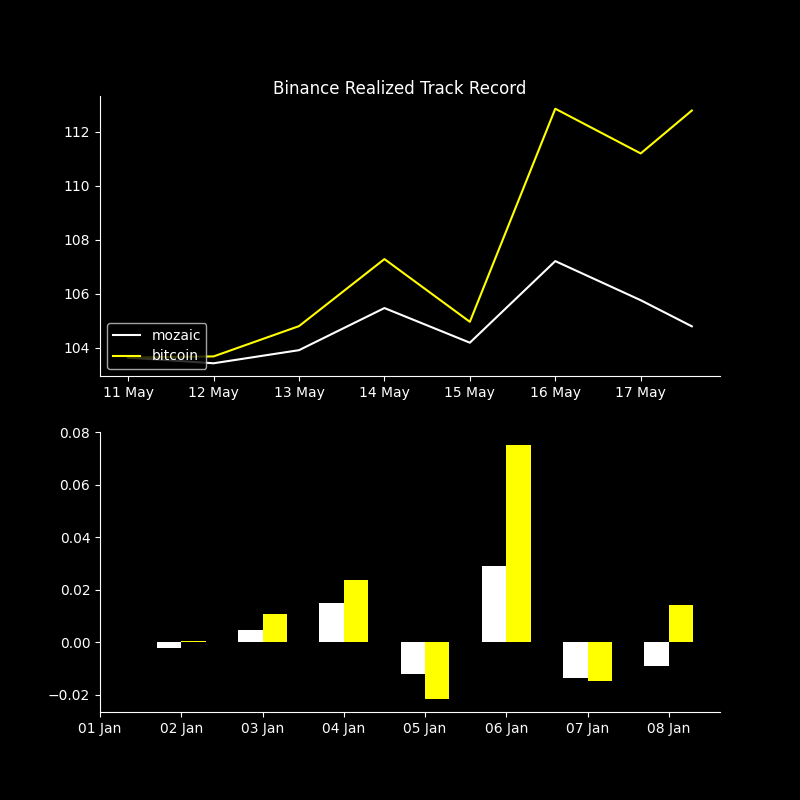 Binance Realized Track Record
112
110
108
106
104
mozaic
bitcoin
11 May 12 May 13 May 14 May 15 May 16 May 17 May
0.08
0.06
0.04
0.02
0.00
−0.02
01 Jan 02 Jan 03 Jan 04 Jan 05 Jan 06 Jan 07 Jan 08 Jan